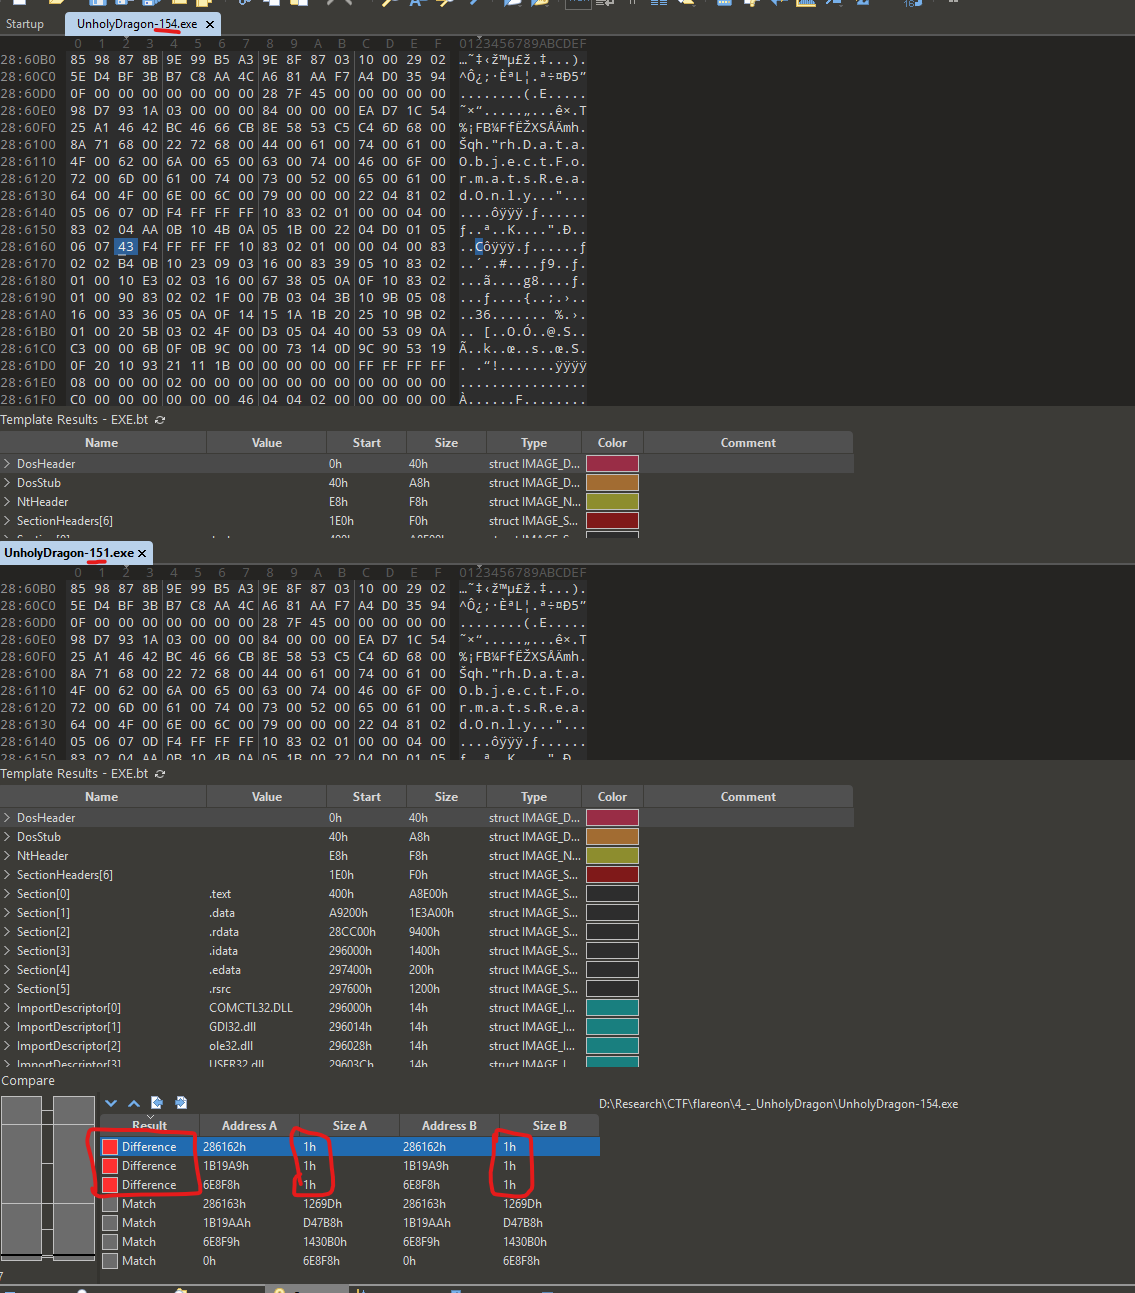 Startup UnholyDragon-154.exe ×
0 1 2 3 4 5 6 7 8 9 A B C D E F 0123456789ABCDEF
28:60B0 85 98 87 8B 9E 99 B5 A3 9E 8F 87 03 10 00 29 02 …˜‡‹ž™µ£ž.‡...).
28:60C0 5E D4 BF 3B B7 C8 AA 4C A6 81 AA F7 A4 D0 35 94 ^Ô¿;·ÈªL¦.ª÷¤Ð5”
28:60D0 0F 00 00 00 00 00 00 00 28 7F 45 00 00 00 00 00 ........(.E.....
28:60E0 98 D7 93 1A 03 00 00 00 84 00 00 00 EA D7 1C 54 ˜×“.....„...ê×.T
28:60F0 25 A1 46 42 BC 46 66 CB 8E 58 53 C5 C4 6D 68 00 %¡FB¼FfËŽXSÅÄmh.
28:6100 8A 71 68 00 22 72 68 00 44 00 61 00 74 00 61 00 Šqh."rh.D.a.t.a.
28:6110 4F 00 62 00 6A 00 65 00 63 00 74 00 46 00 6F 00 O.b.j.e.c.t.F.o.
28:6120 72 00 6D 00 61 00 74 00 73 00 52 00 65 00 61 00 r.m.a.t.s.R.e.a.
28:6130 64 00 4F 00 6E 00 6C 00 79 00 00 00 22 04 81 02 d.O.n.l.y..."...
28:6140 05 06 07 0D F4 FF FF FF 10 83 02 01 00 00 04 00 ....ôÿÿÿ.ƒ......
28:6150 83 02 04 AA 0B 10 4B 0A 05 1B 00 22 04 D0 01 05 ƒ..ª..K....".Ð..
28:6160 06 07 43 F4 FF FF FF 10 83 02 01 00 00 04 00 83 ..Côÿÿÿ.ƒ......ƒ
28:6170 02 02 B4 0B 10 23 09 03 16 00 83 39 05 10 83 02 ..´..#....ƒ9..ƒ.
28:6180 01 00 10 E3 02 03 16 00 67 38 05 0A 0F 10 83 02 ...ã....g8....ƒ.
28:6190 01 00 90 83 02 02 1F 00 7B 03 04 3B 10 9B 05 08 ...ƒ....{..;.›..
28:61A0 16 00 33 36 05 0A 0F 14 15 1A 1B 20 25 10 9B 02 ..36....... %.›.
28:61B0 01 00 20 5B 03 02 4F 00 D3 05 04 40 00 53 09 0A .. [..O.Ó..@.S..
28:61C0 C3 00 00 6B 0F 0B 9C 00 00 73 14 0D 9C 90 53 19 Ã..k..œ..s..œ.S.
28:61D0 0F 20 10 93 21 11 1B 00 00 00 00 00 FF FF FF FF . .“!.......ÿÿÿÿ
28:61E0 08 00 00 00 02 00 00 00 00 00 00 00 00 00 00 00 ................
28:61F0 C0 00 00 00 00 00 00 46 04 04 02 00 00 00 00 00 À......F........
Template Results - EXE.bt
Name Value Start Size Type Color Comment
> DosHeader 0h 40h struct IMAGE_D...
> DosStub 40h A8h struct IMAGE_D...
> NtHeader E8h F8h struct IMAGE_N...
> SectionHeaders[6] 1E0h F0h struct IMAGE_S...
UnholyDragon-151.exe ×
0 1 2 3 4 5 6 7 8 9 A B C D E F 0123456789ABCDEF
28:60B0 85 98 87 8B 9E 99 B5 A3 9E 8F 87 03 10 00 29 02 …˜‡‹ž™µ£ž.‡...).
28:60C0 5E D4 BF 3B B7 C8 AA 4C A6 81 AA F7 A4 D0 35 94 ^Ô¿;·ÈªL¦.ª÷¤Ð5”
28:60D0 0F 00 00 00 00 00 00 00 28 7F 45 00 00 00 00 00 ........(.E.....
28:60E0 98 D7 93 1A 03 00 00 00 84 00 00 00 EA D7 1C 54 ˜×“.....„...ê×.T
28:60F0 25 A1 46 42 BC 46 66 CB 8E 58 53 C5 C4 6D 68 00 %¡FB¼FfËŽXSÅÄmh.
28:6100 8A 71 68 00 22 72 68 00 44 00 61 00 74 00 61 00 Šqh."rh.D.a.t.a.
28:6110 4F 00 62 00 6A 00 65 00 63 00 74 00 46 00 6F 00 O.b.j.e.c.t.F.o.
28:6120 72 00 6D 00 61 00 74 00 73 00 52 00 65 00 61 00 r.m.a.t.s.R.e.a.
28:6130 64 00 4F 00 6E 00 6C 00 79 00 00 00 22 04 81 02 d.O.n.l.y..."...
28:6140 05 06 07 0D F4 FF FF FF 10 83 02 01 00 00 04 00 ....ôÿÿÿ.ƒ......
28:6150 83 02 04 AA 0B 10 4B 0A 05 1B 00 22 04 D0 01 05 ƒ..ª..K....".Ð..
Template Results - EXE.bt
Name Value Start Size Type Color Comment
> DosHeader 0h 40h struct IMAGE_D...
> DosStub 40h A8h struct IMAGE_D...
> NtHeader E8h F8h struct IMAGE_N...
> SectionHeaders[6] 1E0h F0h struct IMAGE_S...
> Section[0] .text 400h A8E00h struct IMAGE_S...
> Section[1] .data A9200h 1E3A00h struct IMAGE_S...
> Section[2] .rdata 28CC00h 9400h struct IMAGE_S...
> Section[3] .idata 296000h 1400h struct IMAGE_S...
> Section[4] .edata 297400h 200h struct IMAGE_S...
> Section[5] .rsrc 297600h 1200h struct IMAGE_S...
> ImportDescriptor[0] COMCTL32.DLL 296000h 14h struct IMAGE_I...
> ImportDescriptor[1] GDI32.dll 296014h 14h struct IMAGE_I...
> ImportDescriptor[2] ole32.dll 296028h 14h struct IMAGE_I...
> ImportDescriptor[3] USER32.dll 29603Ch 14h struct IMAGE_I...
Compare
D:\Research\CTF\flareon\4_-_UnholyDragon\UnholyDragon-154.exe
Result Address A Size A Address B Size B
Difference 286162h 1h 286162h 1h
Difference 1B19A9h 1h 1B19A9h 1h
Difference 6E8F8h 1h 6E8F8h 1h
Match 286163h 1269Dh 286163h 1269Dh
Match 1B19AAh D47B8h 1B19AAh D47B8h
Match 6E8F9h 1430B0h 6E8F9h 1430B0h
Match 0h 6E8F8h 0h 6E8F8h